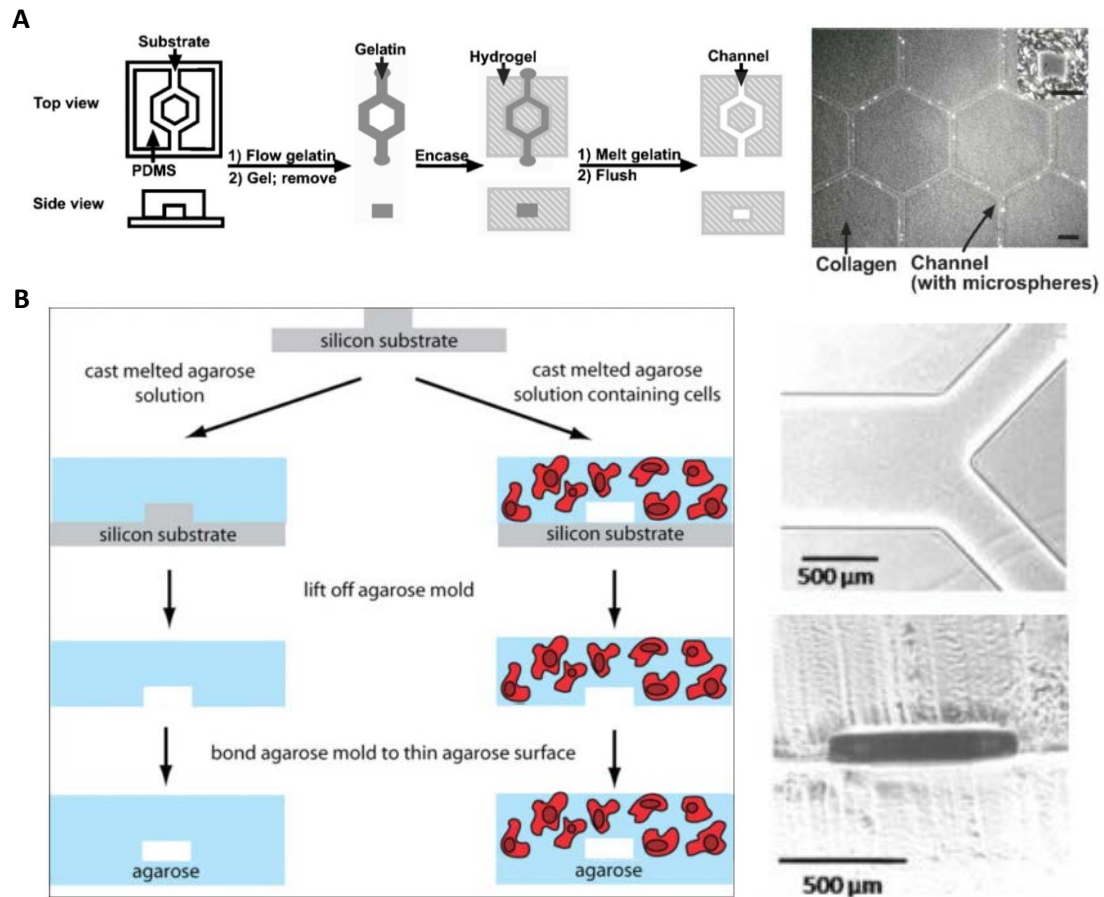 A
Substrate
Gelatin
Hydrogel
Channel
Top view
PDMS
1) Flow gelatin
2) Gel; remove
Encase
1) Melt gelatin
2) Flush
Side view
Collagen
Channel
(with microspheres)
B
silicon substrate
cast melted agarose
solution
cast melted agarose
solution containing cells
silicon substrate
silicon substrate
lift off agarose mold
bond agarose mold to thin agarose surface
agarose
agarose
500 µm
500 µm